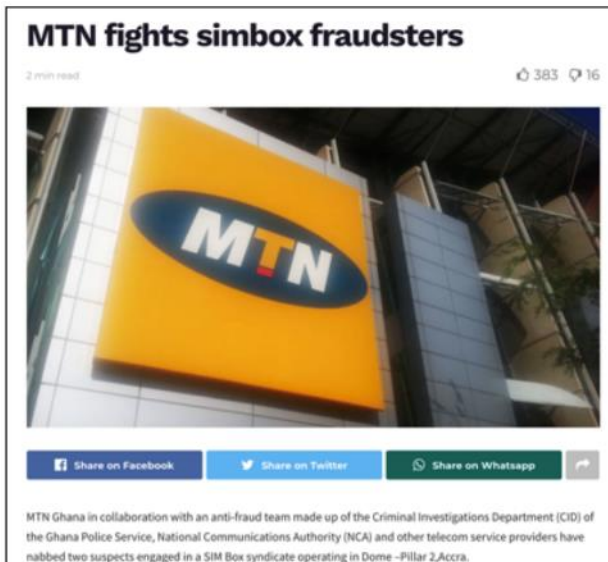 MTN fights simbox fraudsters
2 min read
383 16
MTN
Share on Facebook
Share on Twitter
Share on Whatsapp
MTN Ghana in collaboration with an anti-fraud team made up of the Criminal Investigations Department (CID) of
the Ghana Police Service, National Communications Authority (NCA) and other telecom service providers have
nabbed two suspects engaged in a SIM Box syndicate operating in Dome –Pillar 2,Accra.